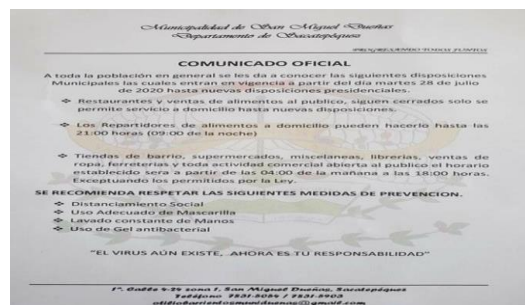 Municipalidad de San Miguel Dueñas
Departamento de Sacatepéquez
PROGRESANDO TODOS JUNTOS
COMUNICADO OFICIAL
A toda la población en general se les da a conocer las siguientes disposiciones
Municipales las cuales entran en vigencia a partir del día martes 28 de julio
de 2020 hasta nuevas disposiciones presidenciales.
❖ Restaurantes y ventas de alimentos al publico, siguen cerrados solo se
permite servicio a domicilio hasta nuevas disposiciones.
❖ Los Repartidores de alimentos a domicilio pueden hacerlo hasta las
21:00 horas (09:00 de la noche)
❖ Tiendas de barrio, supermercados, misceláneas, librerías, ventas de
ropa, ferreterías y toda actividad comercial abierta al publico el horario
establecido sera a partir de las 04:00 de la mañana a las 18:00 horas.
Exceptuando los permitidos por la Ley.
SE RECOMIENDA RESPETAR LAS SIGUIENTES MEDIDAS DE PREVENCION.
❖ Distanciamiento Social
❖ Uso Adecuado de Mascarilla
❖ Lavado constante de Manos
❖ Uso de Gel antibacterial
"EL VIRUS AÚN EXISTE, AHORA ES TU RESPONSABILIDAD"
1ª. Calle 4-24 zona 1, San Miguel Dueñas, Sacatepéquez
Teléfono 7831-5054 / 7831-5903